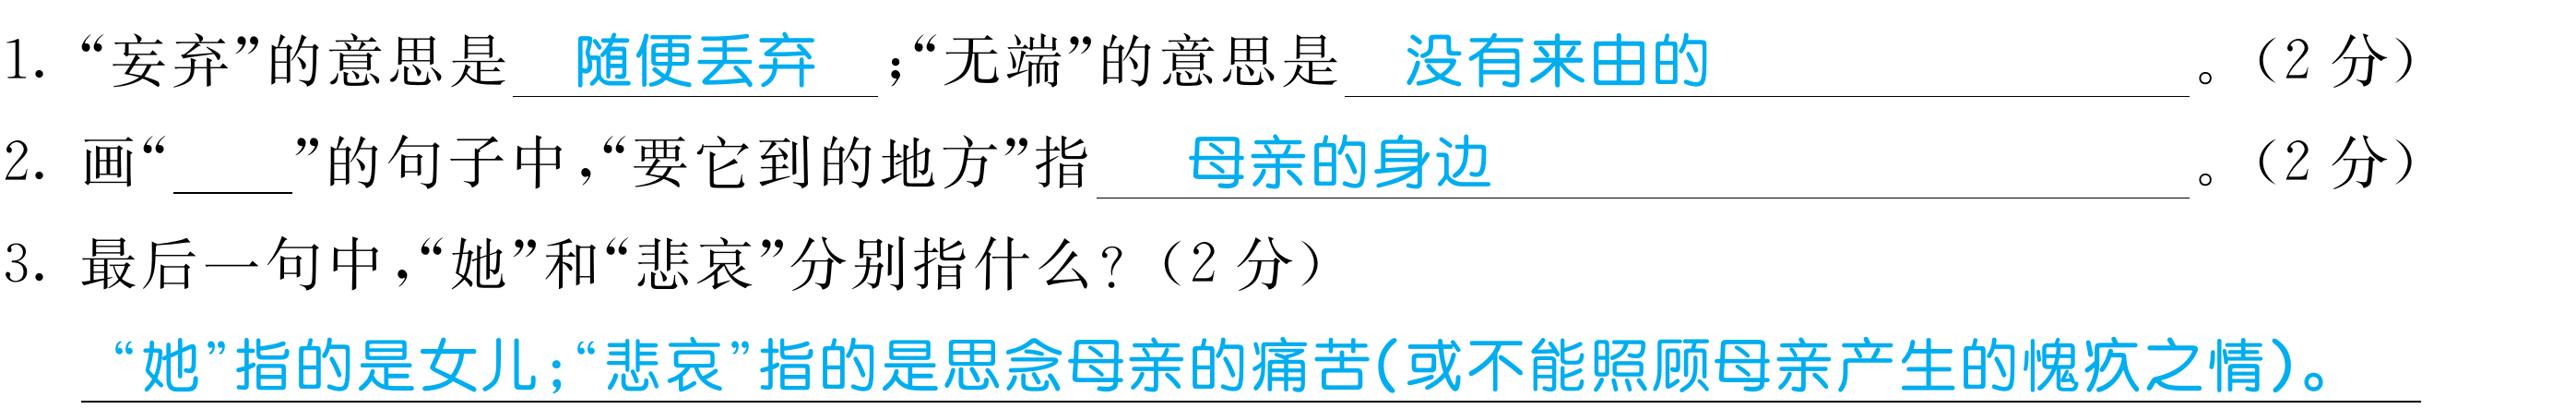 1. “妄弃”的意思是 随便丢弃 ;“无端”的意思是 没有来由的 。(2 分)
2. 画“____”的句子中,“要它到的地方”指 母亲的身边 。(2 分)
3. 最后一句中,“她”和“悲哀”分别指什么?(2 分)
“她”指的是女儿;“悲哀”指的是思念母亲的痛苦(或不能照顾母亲产生的愧疚之情)。